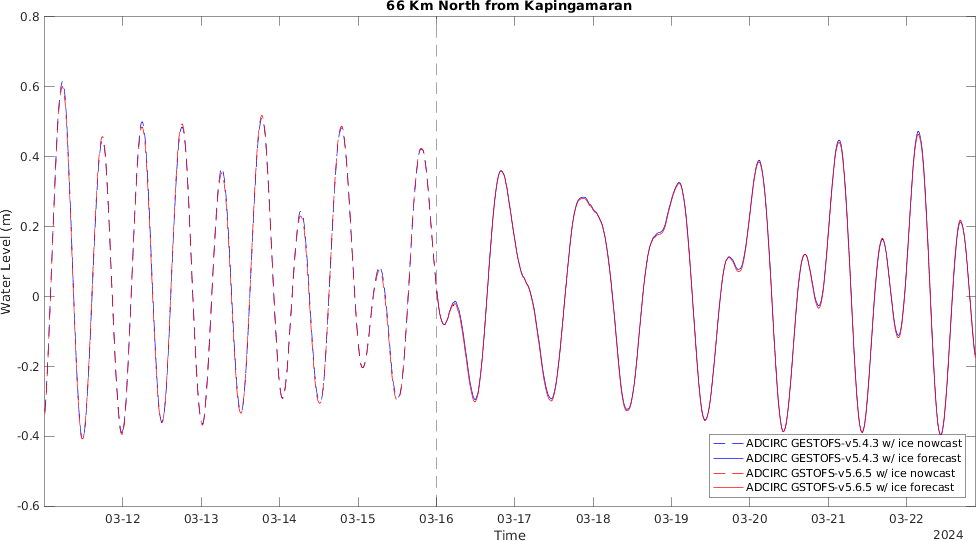 66 Km North from Kapingamaran
0.8
0.6
0.4
0.2
0
-0.2
-0.4
-0.6
Water Level (m)
ADCIRC GESTOFS-v5.4.3 w/ ice nowcast
ADCIRC GESTOFS-v5.4.3 w/ ice forecast
ADCIRC GSTOFS-v5.6.5 w/ ice nowcast
ADCIRC GSTOFS-v5.6.5 w/ ice forecast
03-12 03-13 03-14 03-15 03-16 03-17 03-18 03-19 03-20 03-21 03-22
Time
2024